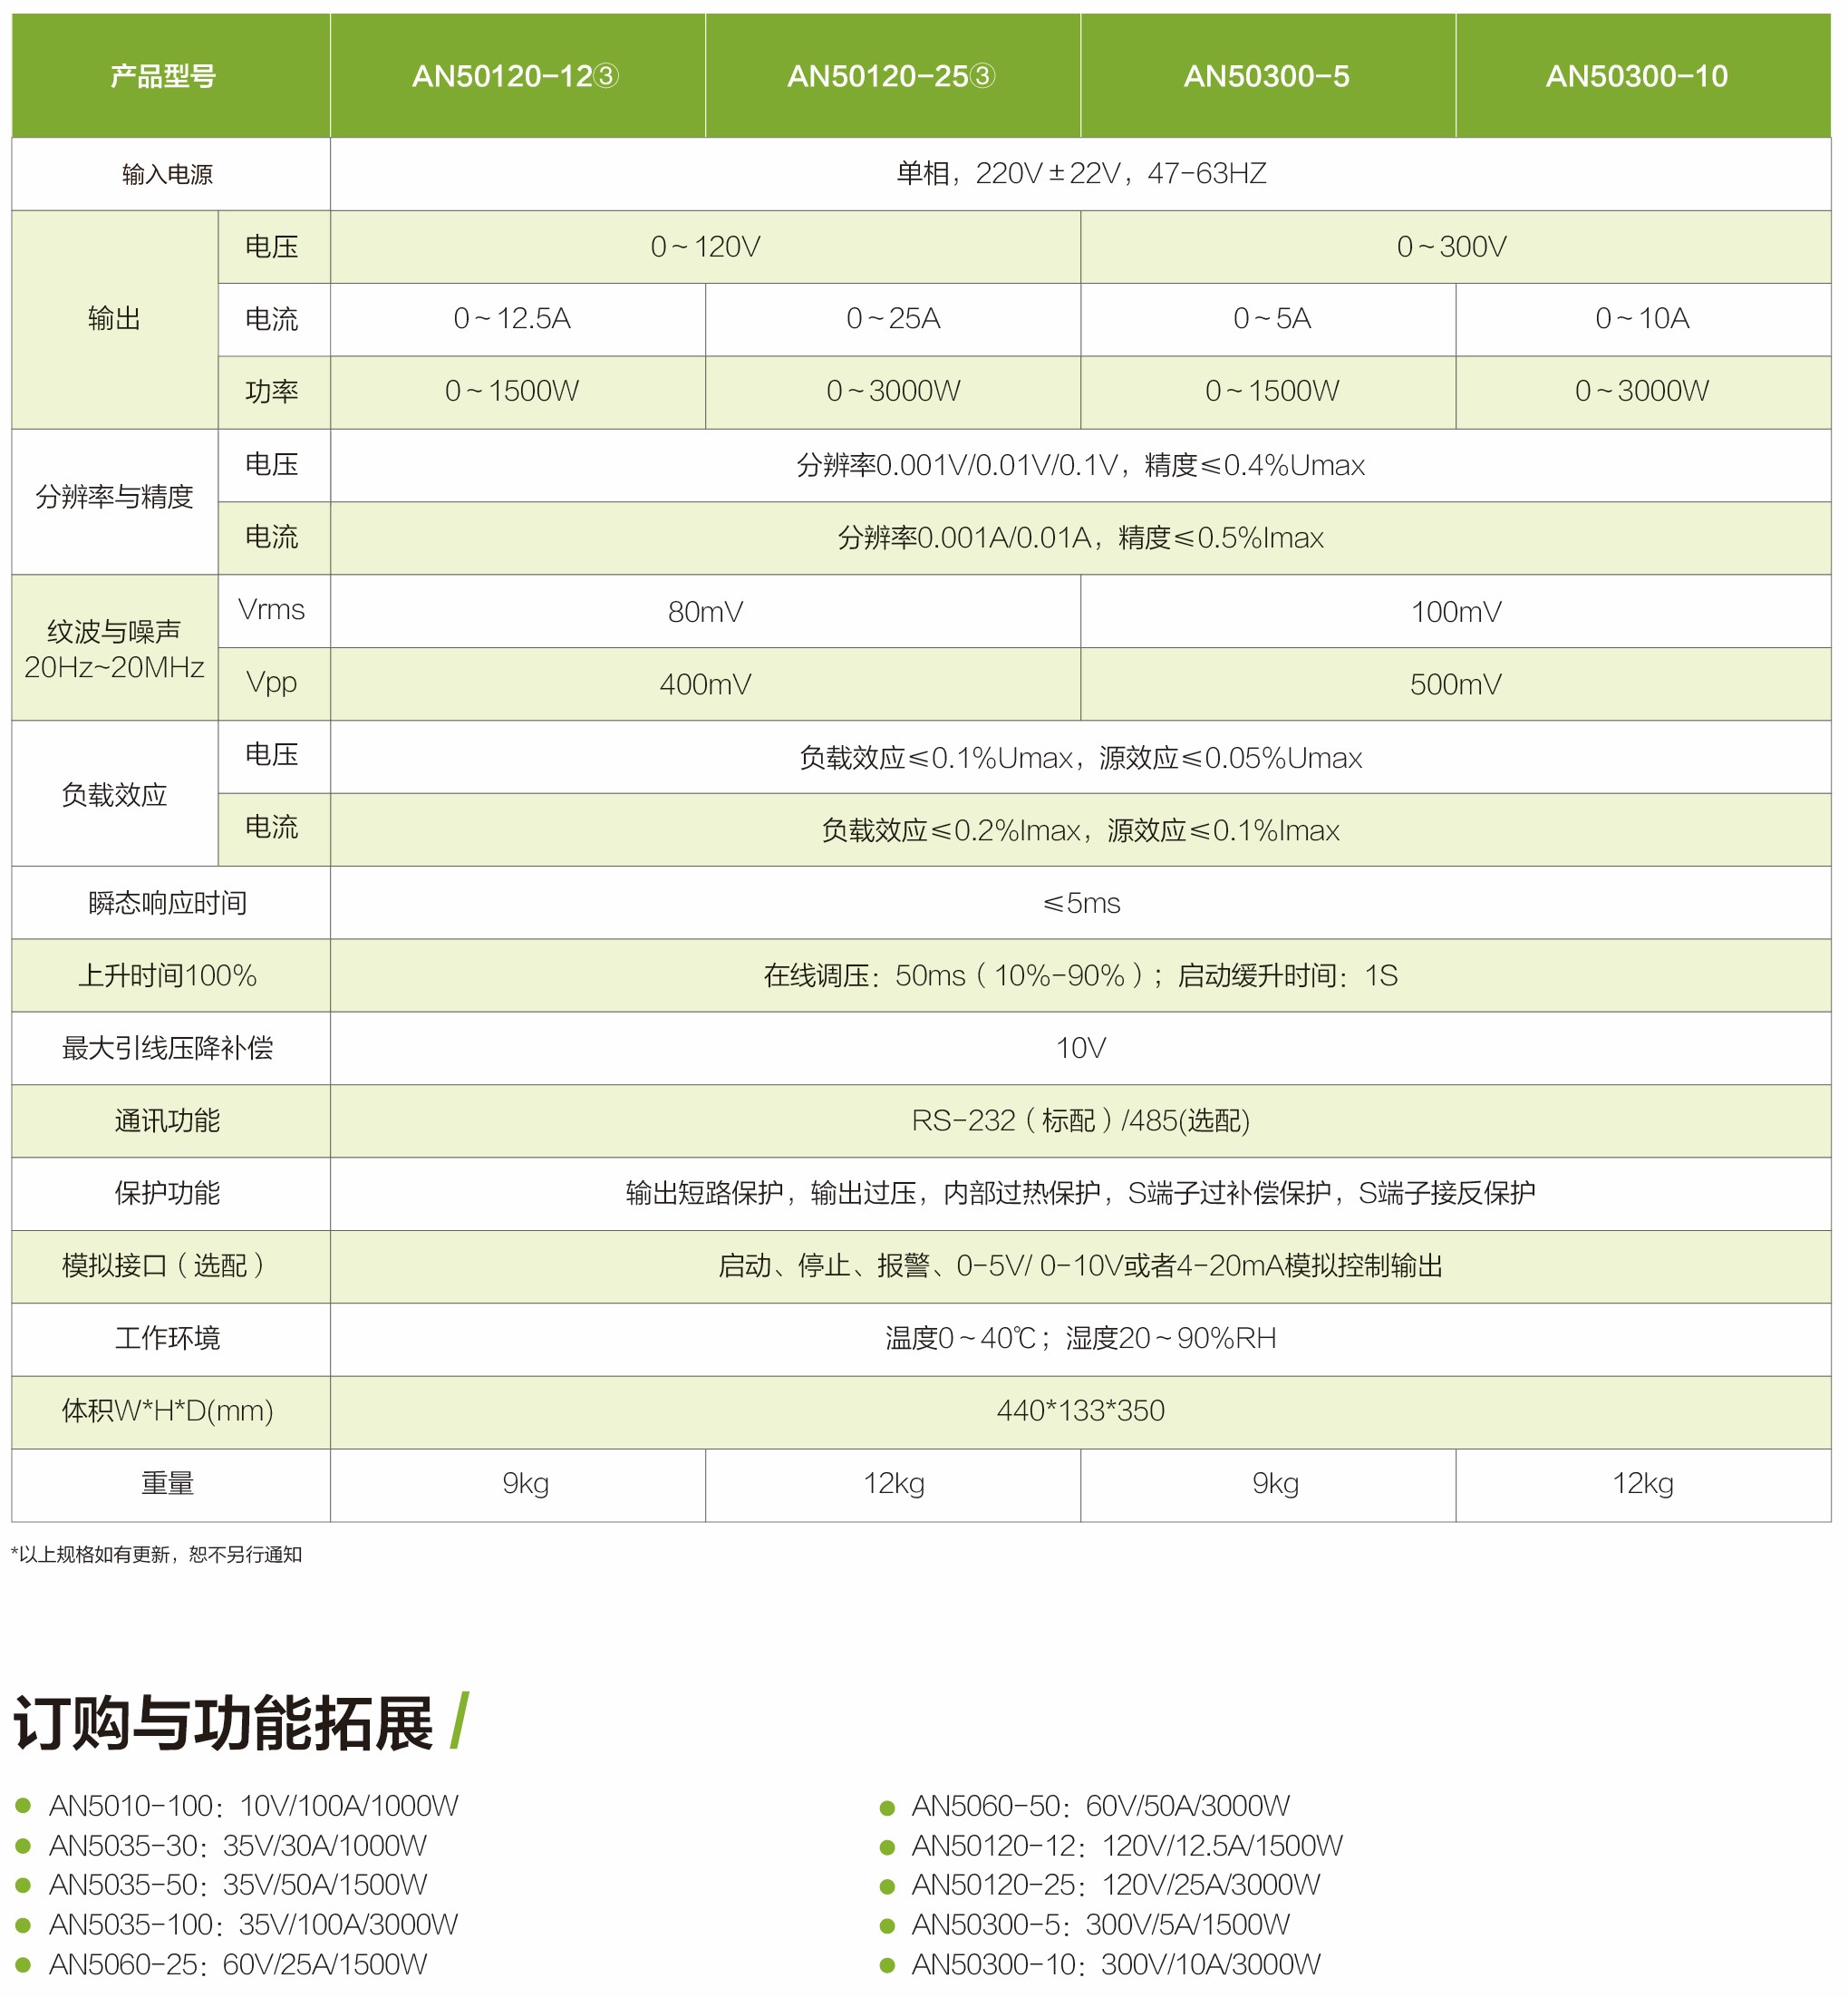 产品型号 AN50120-12③ AN50120-25③ AN50300-5 AN50300-10
输入电源 单相，220V±22V，47-63HZ
输出 电压 0～120V 0～300V
电流 0～12.5A 0～25A 0～5A 0～10A
功率 0～1500W 0～3000W 0～1500W 0～3000W
分辨率与精度 电压 分辨率0.001V/0.01V/0.1V，精度≤0.4%Umax
电流 分辨率0.001A/0.01A，精度≤0.5%Imax
纹波与噪声
20Hz~20MHz
Vrms 80mV 100mV
Vpp 400mV 500mV
负载效应 电压 负载效应≤0.1%Umax，源效应≤0.05%Umax
电流 负载效应≤0.2%Imax，源效应≤0.1%Imax
瞬态响应时间 ≤5ms
上升时间100% 在线调压：50ms（10%-90%）；启动缓升时间：1S
最大引线压降补偿 10V
通讯功能 RS-232（标配）/485(选配)
保护功能 输出短路保护，输出过压，内部过热保护，S端子过补偿保护，S端子接反保护
模拟接口（选配） 启动、停止、报警、0-5V/ 0-10V或者4-20mA模拟控制输出
工作环境 温度0～40℃；湿度20～90%RH
体积W*H*D(mm) 440*133*350
重量 9kg 12kg 9kg 12kg
*以上规格如有更新，恕不另行通知
订购与功能拓展 /
● AN5010-100：10V/100A/1000W
● AN5035-30：35V/30A/1000W
● AN5035-50：35V/50A/1500W
● AN5035-100：35V/100A/3000W
● AN5060-25：60V/25A/1500W
● AN5060-50：60V/50A/3000W
● AN50120-12：120V/12.5A/1500W
● AN50120-25：120V/25A/3000W
● AN50300-5：300V/5A/1500W
● AN50300-10：300V/10A/3000W